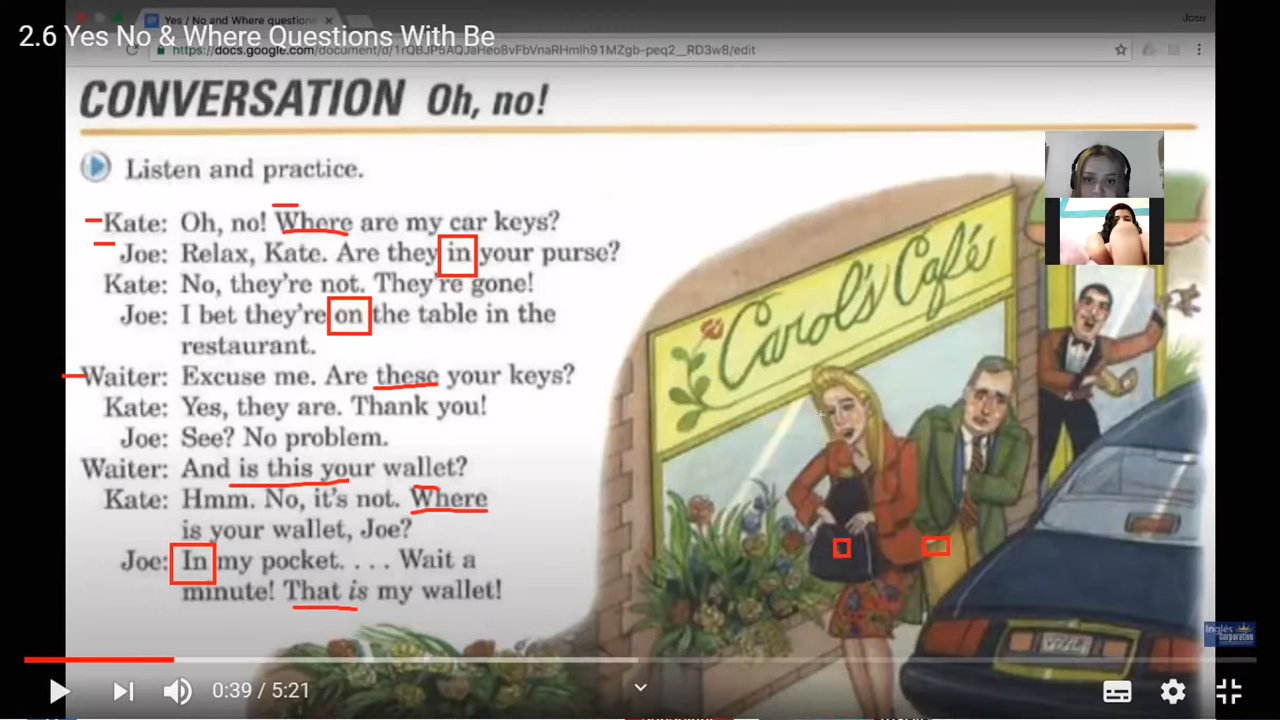 Yes / No and Where question
Jose
2.6 Yes No & Where Questions With Be
https://docs.google.com/document/d/1rQBJP5AQJaHeo8vFbVnaRHmlh91MZgb-peq2__RD3w8/edit
CONVERSATION Oh, no!
Listen and practice.
Kate: Oh, no! Where are my car keys?
Joe: Relax, Kate. Are they in your purse?
Kate: No, they're not. They're gone!
Joe: I bet they're on the table in the
restaurant.
Waiter: Excuse me. Are these your keys?
Kate: Yes, they are. Thank you!
Joe: See? No problem.
Waiter: And is this your wallet?
Kate: Hmm. No, it's not. Where
is your wallet, Joe?
Joe: In my pocket. . . . Wait a
minute! That is my wallet!
Carol's Café
Inglés
Corporativo
0:39 / 5:21